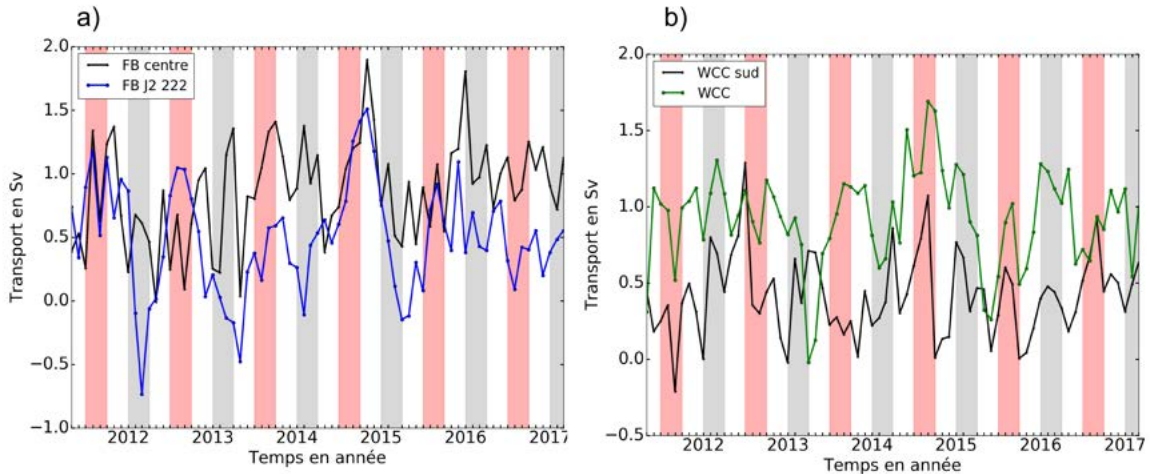 a)
2.0
1.5
1.0
0.5
0.0
−0.5
−1.0
Transport en Sv
FB centre
FB J2 222
2012
2013
2014
2015
2016
2017
Temps en année
b)
2.0
1.5
1.0
0.5
0.0
−0.5
Transport en Sv
WCC sud
WCC
2012
2013
2014
2015
2016
2017
Temps en année